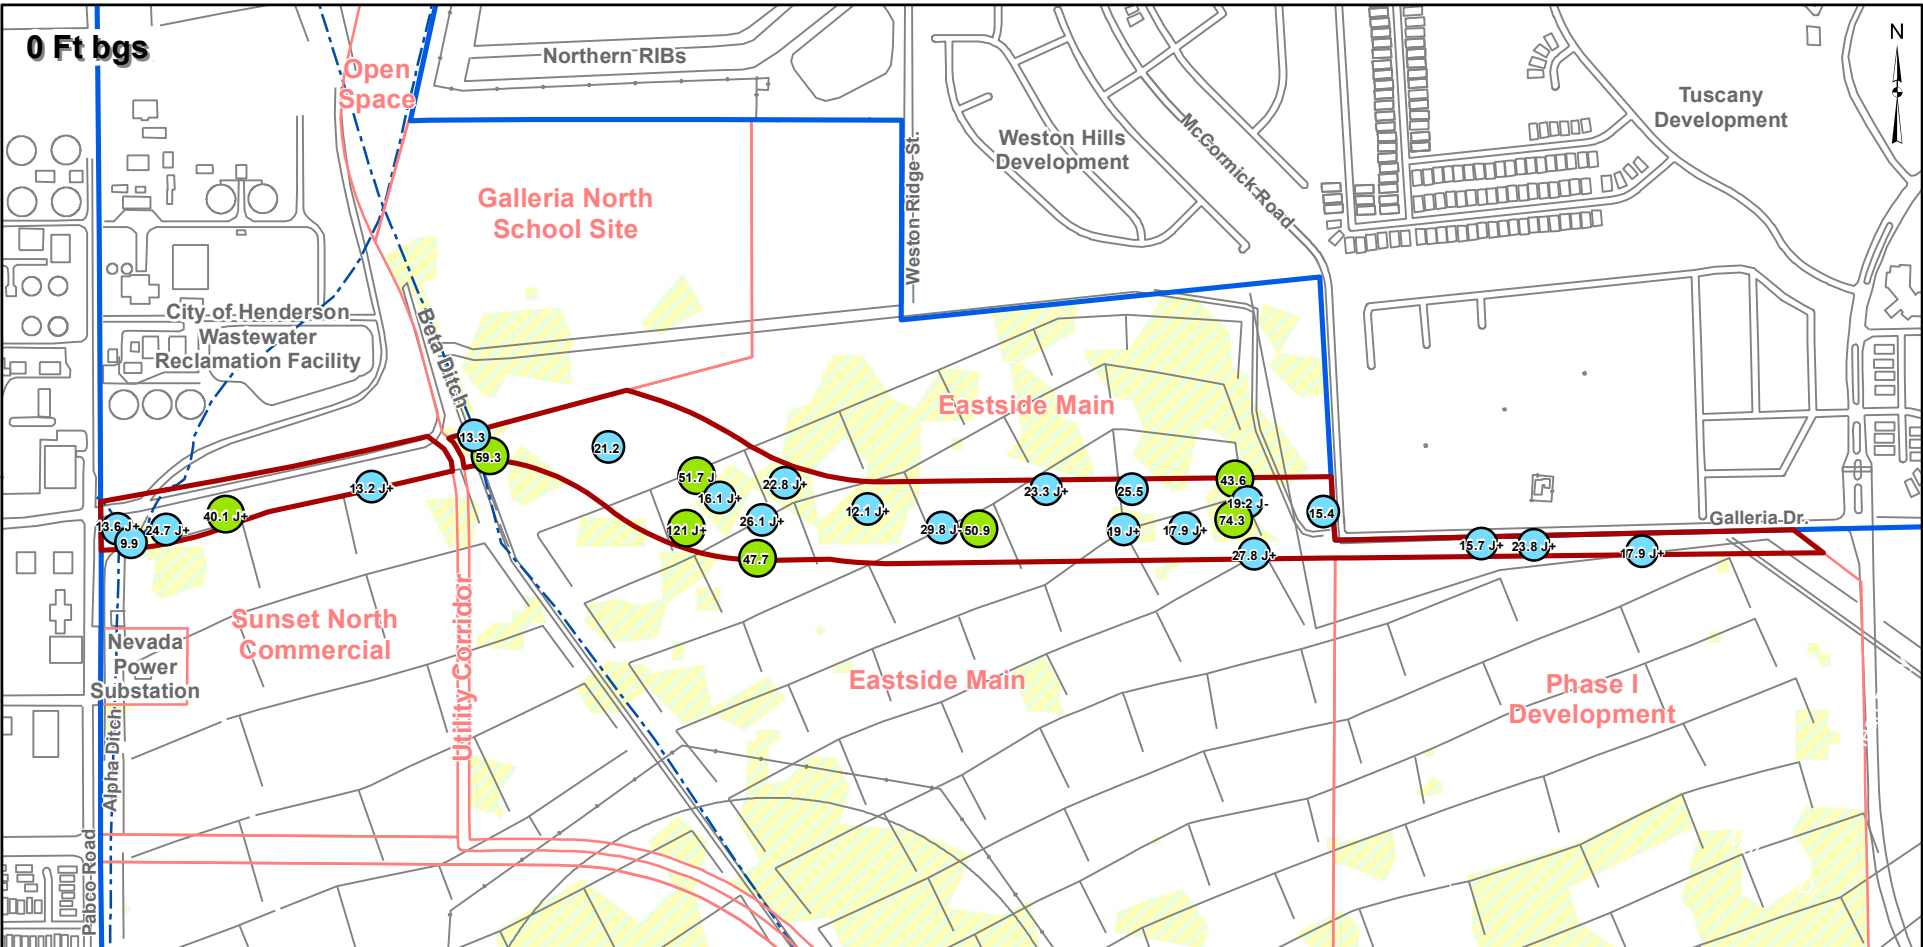 0 Ft bgs
Open
Space
Northern RIBs
N
Tuscany
Development
Weston Hills
Development
McCormick Road
Weston Ridge St.
Galleria North
School Site
City of Henderson
Wastewater
Reclamation Facility
Beta Ditch
Eastside Main
13.3
59.3
21.2
51.7 J
16.1 J+
22.8 J+
12.1 J+
23.3 J+
25.5
43.6
19.2 J-
15.4
13.2 J+
40.1 J+
13.6 J+
24.7 J+
9.9
121 J+
26.1 J+
29.8 J+
50.9
19 J+
17.9 J+
74.3
47.7
27.8 J+
Galleria Dr.
15.7 J+
23.8 J+
17.9 J+
Sunset North
Commercial
Utility Corridor
Nevada
Power
Substation
Eastside Main
Phase I
Development
Alpha Ditch
Pabco Road